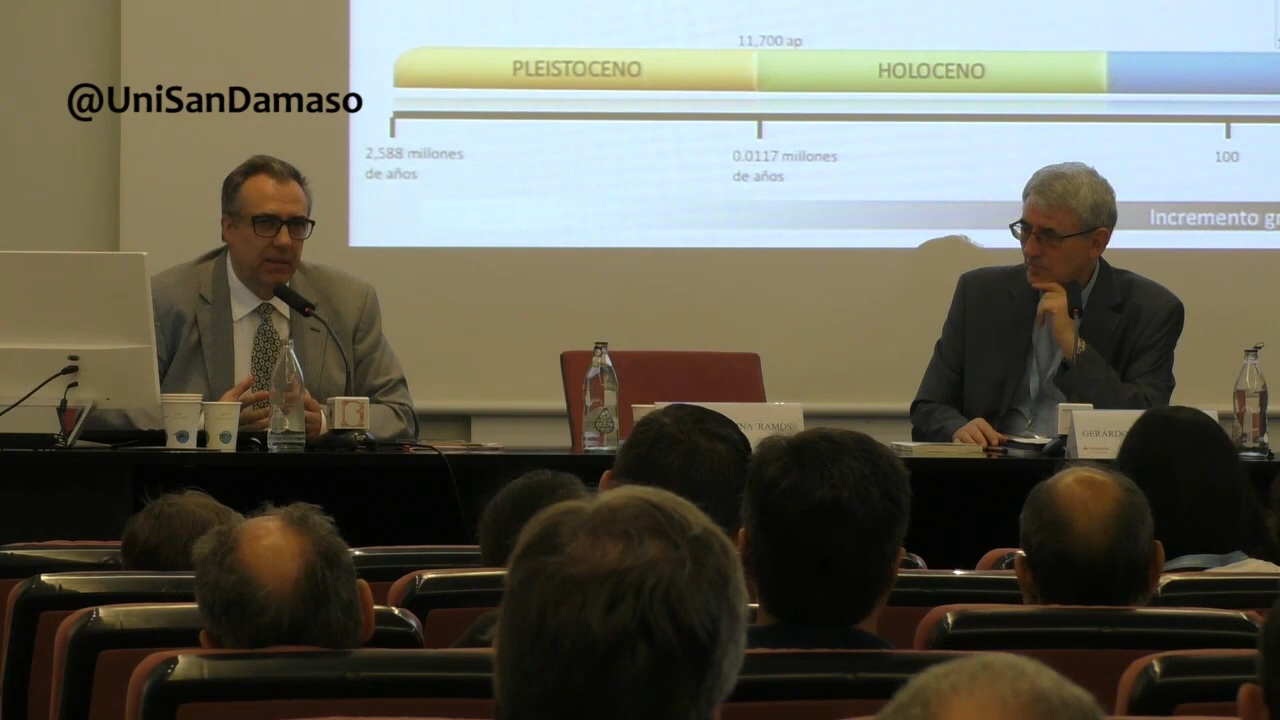 @UniSanDamaso
11,700 ap
PLEISTOCENO
HOLOCENO
2,588 millones
de años
0.0117 millones
de años
100
Incremento
RAMOS
GERARDO
G